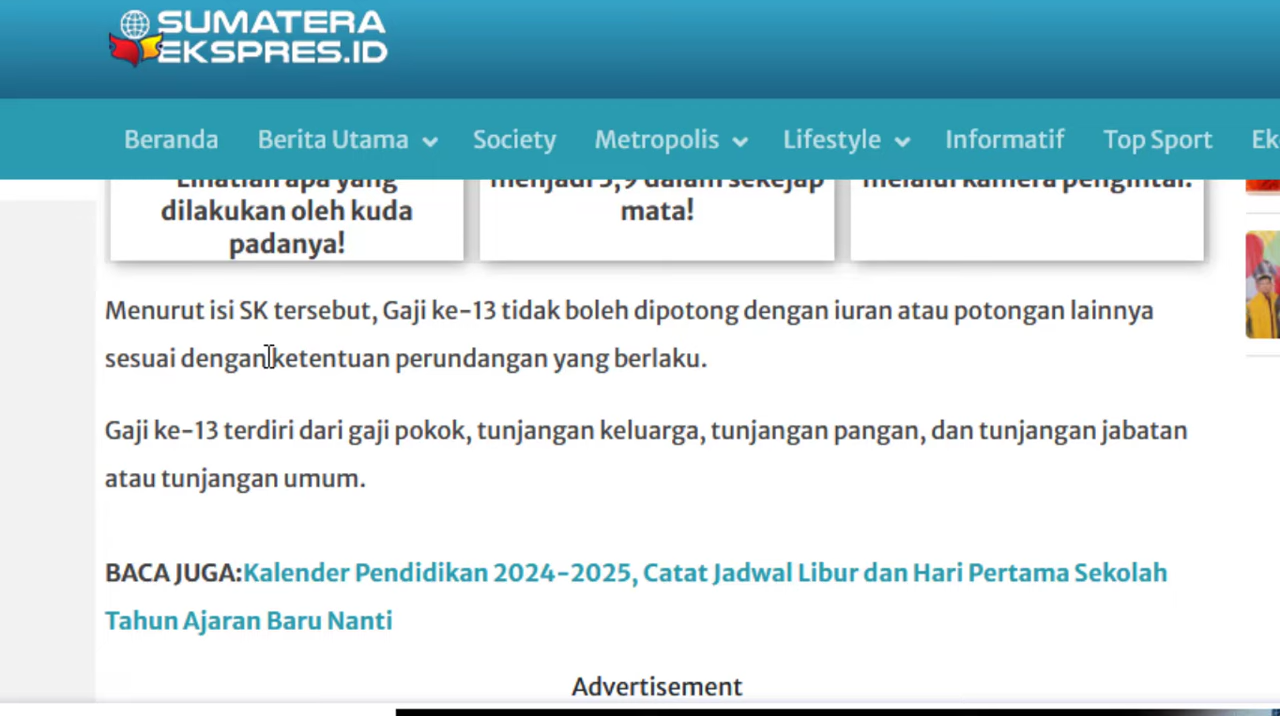 SUMATERA
EKSPRES.ID
Beranda Berita Utama Society Metropolis Lifestyle Informatif Top Sport Ek
Lihatlah apa yang
dilakukan oleh kuda
padanya!
menjadi 5,9 dalam sekejap
mata!
melalui kamera pengintai.
Menurut isi SK tersebut, Gaji ke-13 tidak boleh dipotong dengan iuran atau potongan lainnya
sesuai dengan ketentuan perundangan yang berlaku.
Gaji ke-13 terdiri dari gaji pokok, tunjangan keluarga, tunjangan pangan, dan tunjangan jabatan
atau tunjangan umum.
BACA JUGA:Kalender Pendidikan 2024-2025, Catat Jadwal Libur dan Hari Pertama Sekolah
Tahun Ajaran Baru Nanti
Advertisement